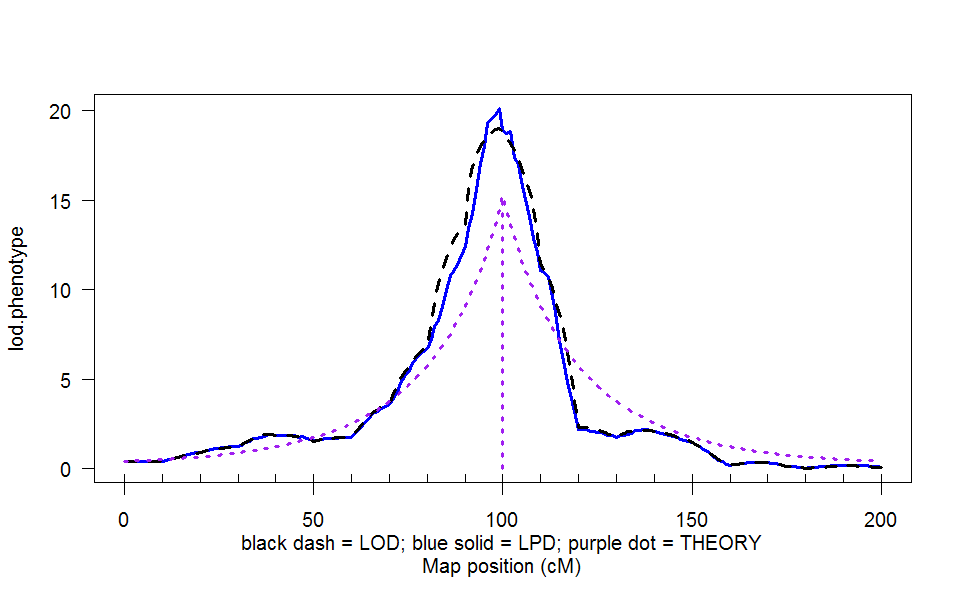 20
15
10
5
0
lod.phenotype
0 50 100 150 200
black dash = LOD; blue solid = LPD; purple dot = THEORY
Map position (cM)